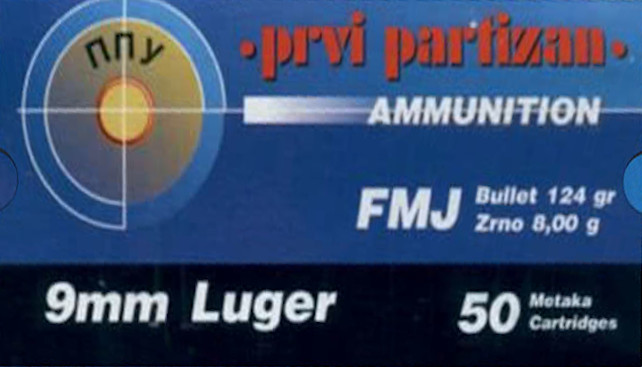 ППУ
•prvi partizan•
AMMUNITION
FMJ
Bullet 124 gr
Zrno 8,00 g
9mm Luger
50
Metaka
Cartridges